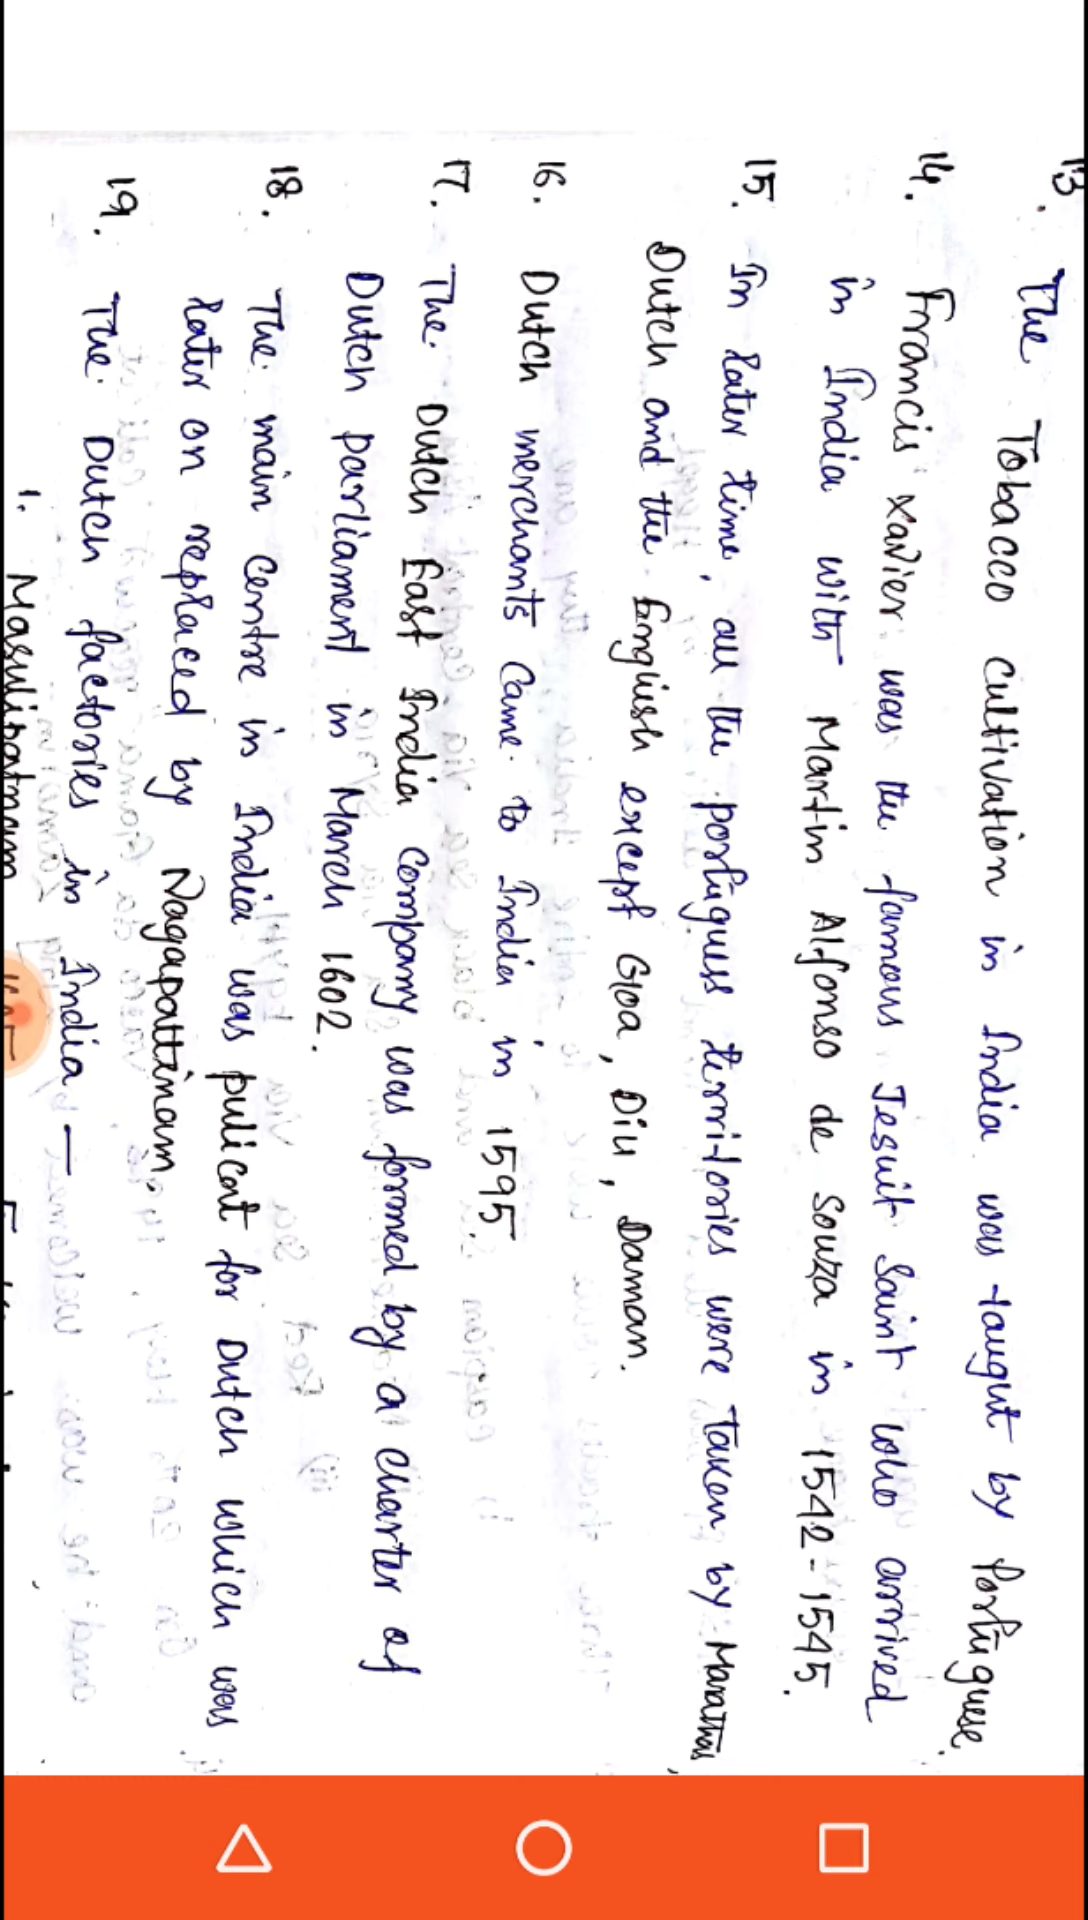 13. The Tobacco cultivation in India was taught by Portuguese.
14. Francis Xavier was the famous Jesuit Saint who arrived
in India with Martin Alfonso de Souza in 1542-1545.
15. In later time, all the portugues territories were Taken by Marathas,
Dutch and the English except Goa, Diu, Daman.
16. Dutch merchants came to India in 1595.
17. The Dutch East India Company was formed by a charter of
Dutch parliament in March 1602.
18. The main centre in India was pulicat for Dutch which was
later on replaced by Nagapattinam.
19. The Dutch factories in India —
1. Masulipatnam